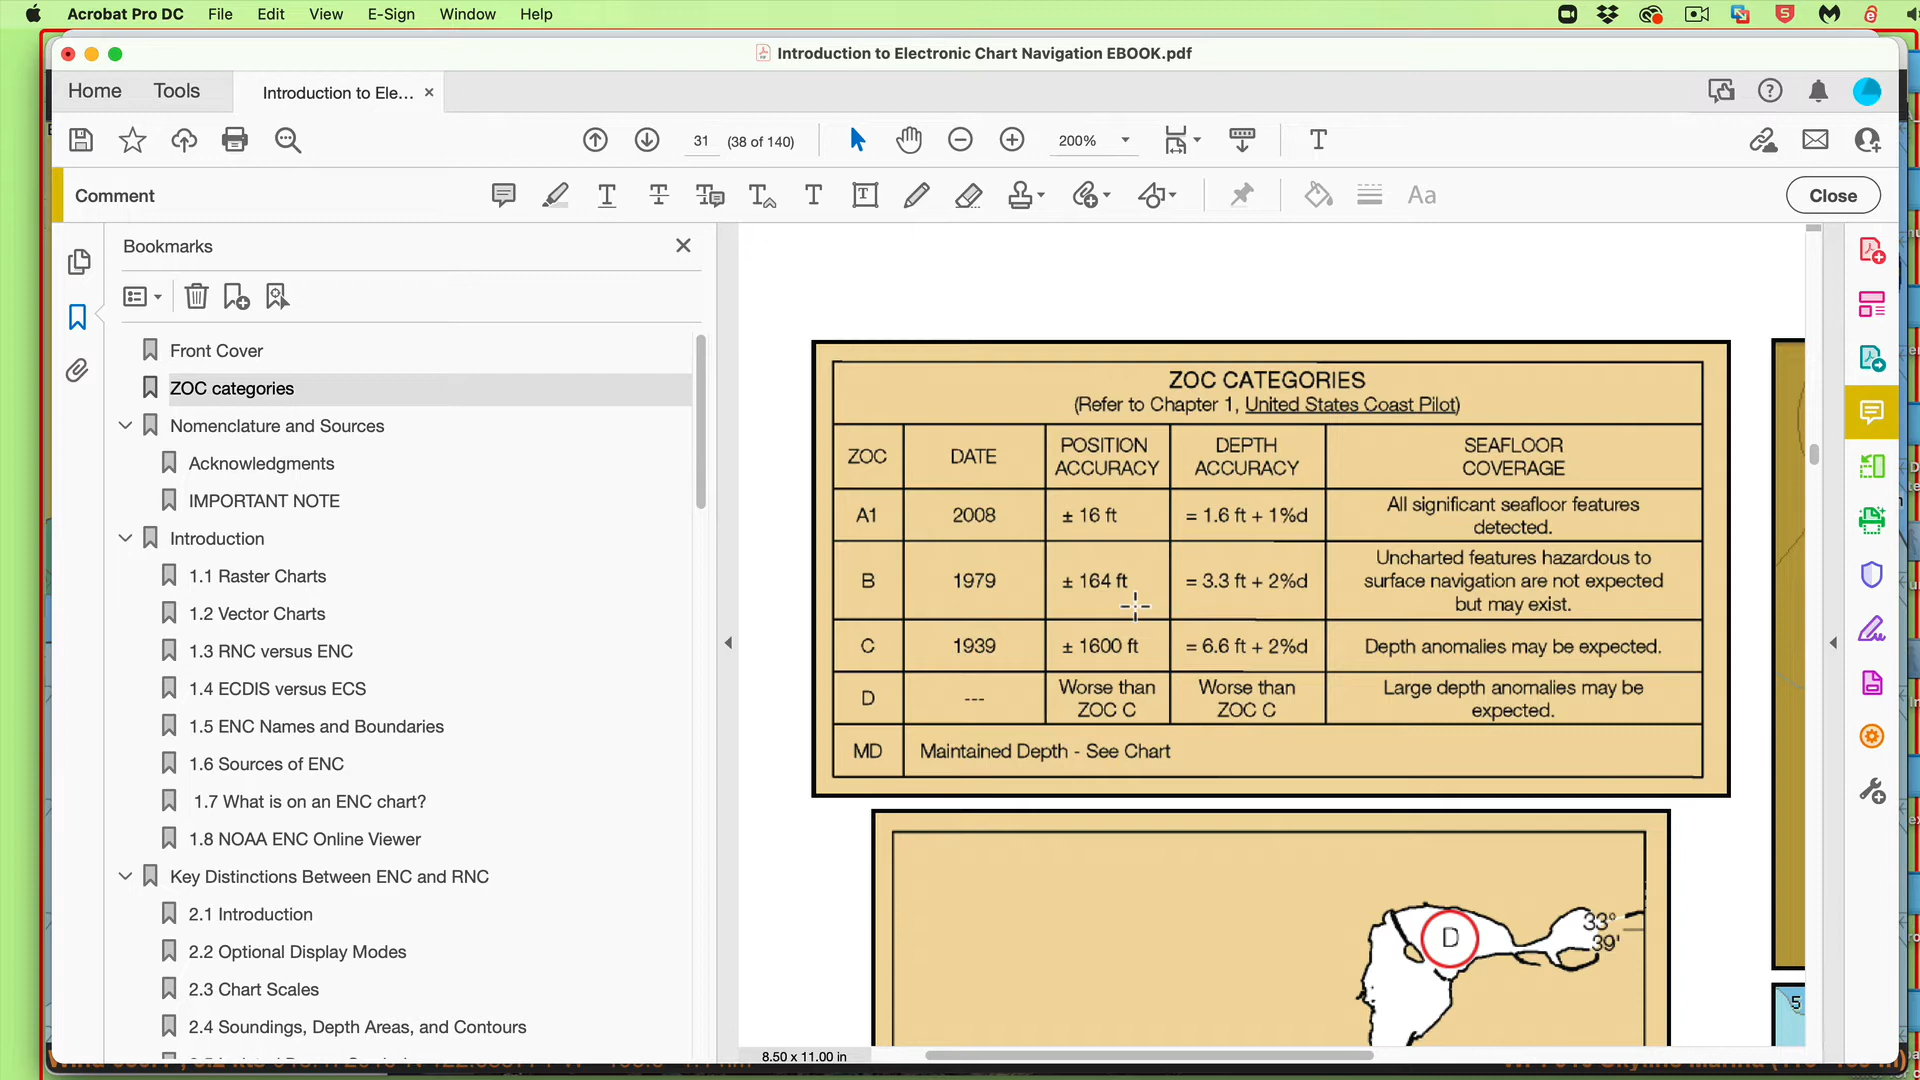 Acrobat Pro DC File Edit View E-Sign Window Help
Introduction to Electronic Chart Navigation EBOOK.pdf
Home Tools Introduction to Ele... ×
31 (38 of 140) 200%
Comment Close
Bookmarks
Front Cover
ZOC categories
Nomenclature and Sources
Acknowledgments
IMPORTANT NOTE
Introduction
1.1 Raster Charts
1.2 Vector Charts
1.3 RNC versus ENC
1.4 ECDIS versus ECS
1.5 ENC Names and Boundaries
1.6 Sources of ENC
1.7 What is on an ENC chart?
1.8 NOAA ENC Online Viewer
Key Distinctions Between ENC and RNC
2.1 Introduction
2.2 Optional Display Modes
2.3 Chart Scales
2.4 Soundings, Depth Areas, and Contours
ZOC CATEGORIES
(Refer to Chapter 1, United States Coast Pilot)
ZOC DATE POSITION ACCURACY DEPTH ACCURACY SEAFLOOR COVERAGE
A1 2008 ± 16 ft = 1.6 ft + 1%d All significant seafloor features detected.
B 1979 ± 164 ft = 3.3 ft + 2%d Uncharted features hazardous to surface navigation are not expected but may exist.
C 1939 ± 1600 ft = 6.6 ft + 2%d Depth anomalies may be expected.
D --- Worse than ZOC C Worse than ZOC C Large depth anomalies may be expected.
MD Maintained Depth - See Chart
D
33°
39'
5
8.50 x 11.00 in